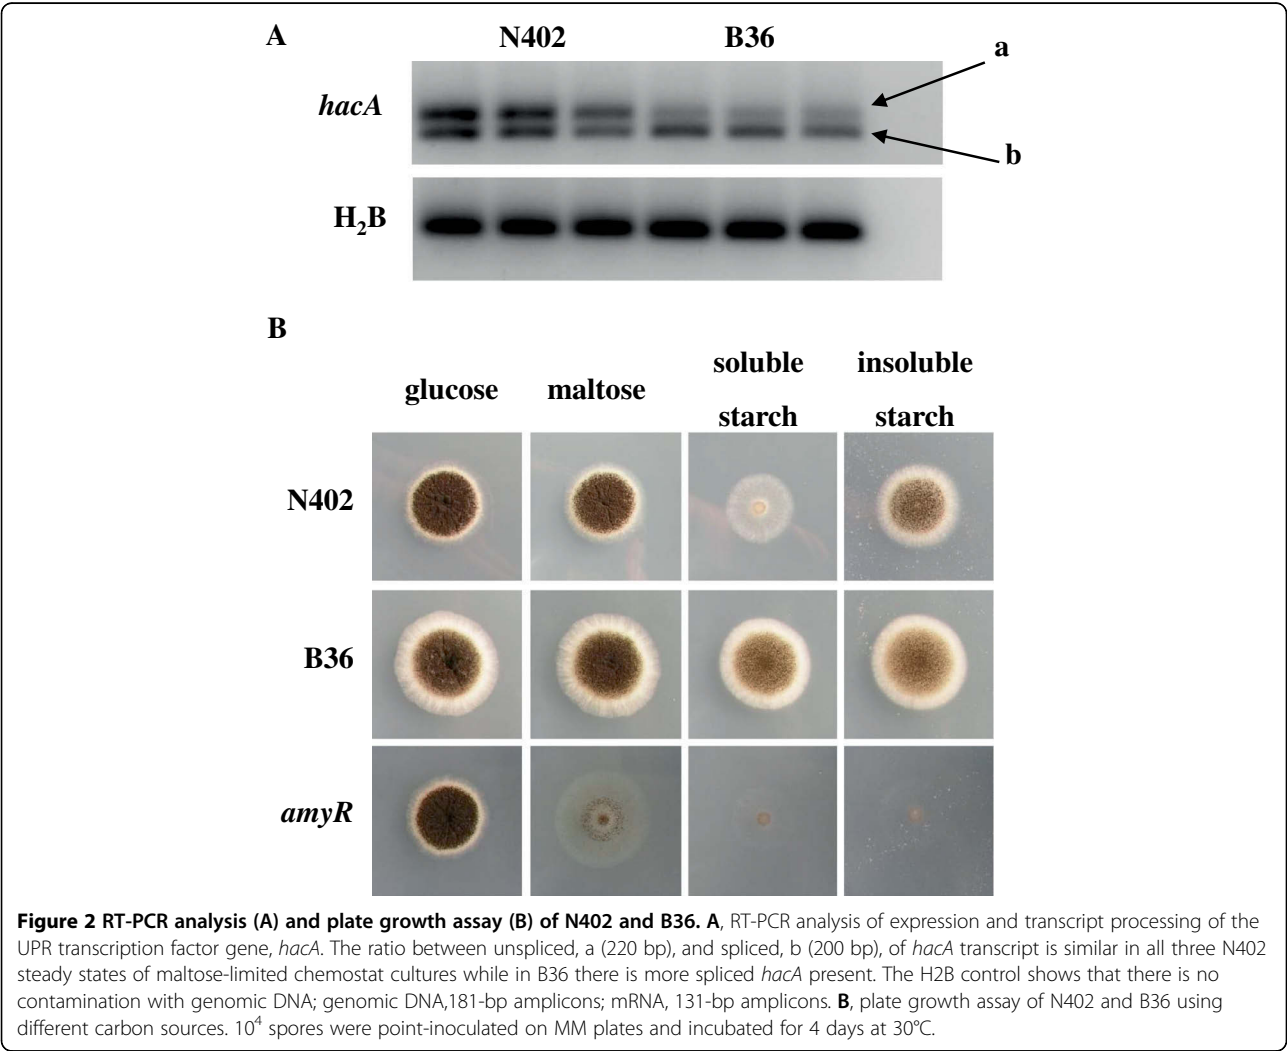 A
N402 B36
a
hacA
b
H₂B
B
glucose maltose soluble starch insoluble starch
N402
B36
amyR
Figure 2 RT-PCR analysis (A) and plate growth assay (B) of N402 and B36. A, RT-PCR analysis of expression and transcript processing of the
UPR transcription factor gene, hacA. The ratio between unspliced, a (220 bp), and spliced, b (200 bp), of hacA transcript is similar in all three N402
steady states of maltose-limited chemostat cultures while in B36 there is more spliced hacA present. The H2B control shows that there is no
contamination with genomic DNA; genomic DNA,181-bp amplicons; mRNA, 131-bp amplicons. B, plate growth assay of N402 and B36 using
different carbon sources. 10⁴ spores were point-inoculated on MM plates and incubated for 4 days at 30°C.